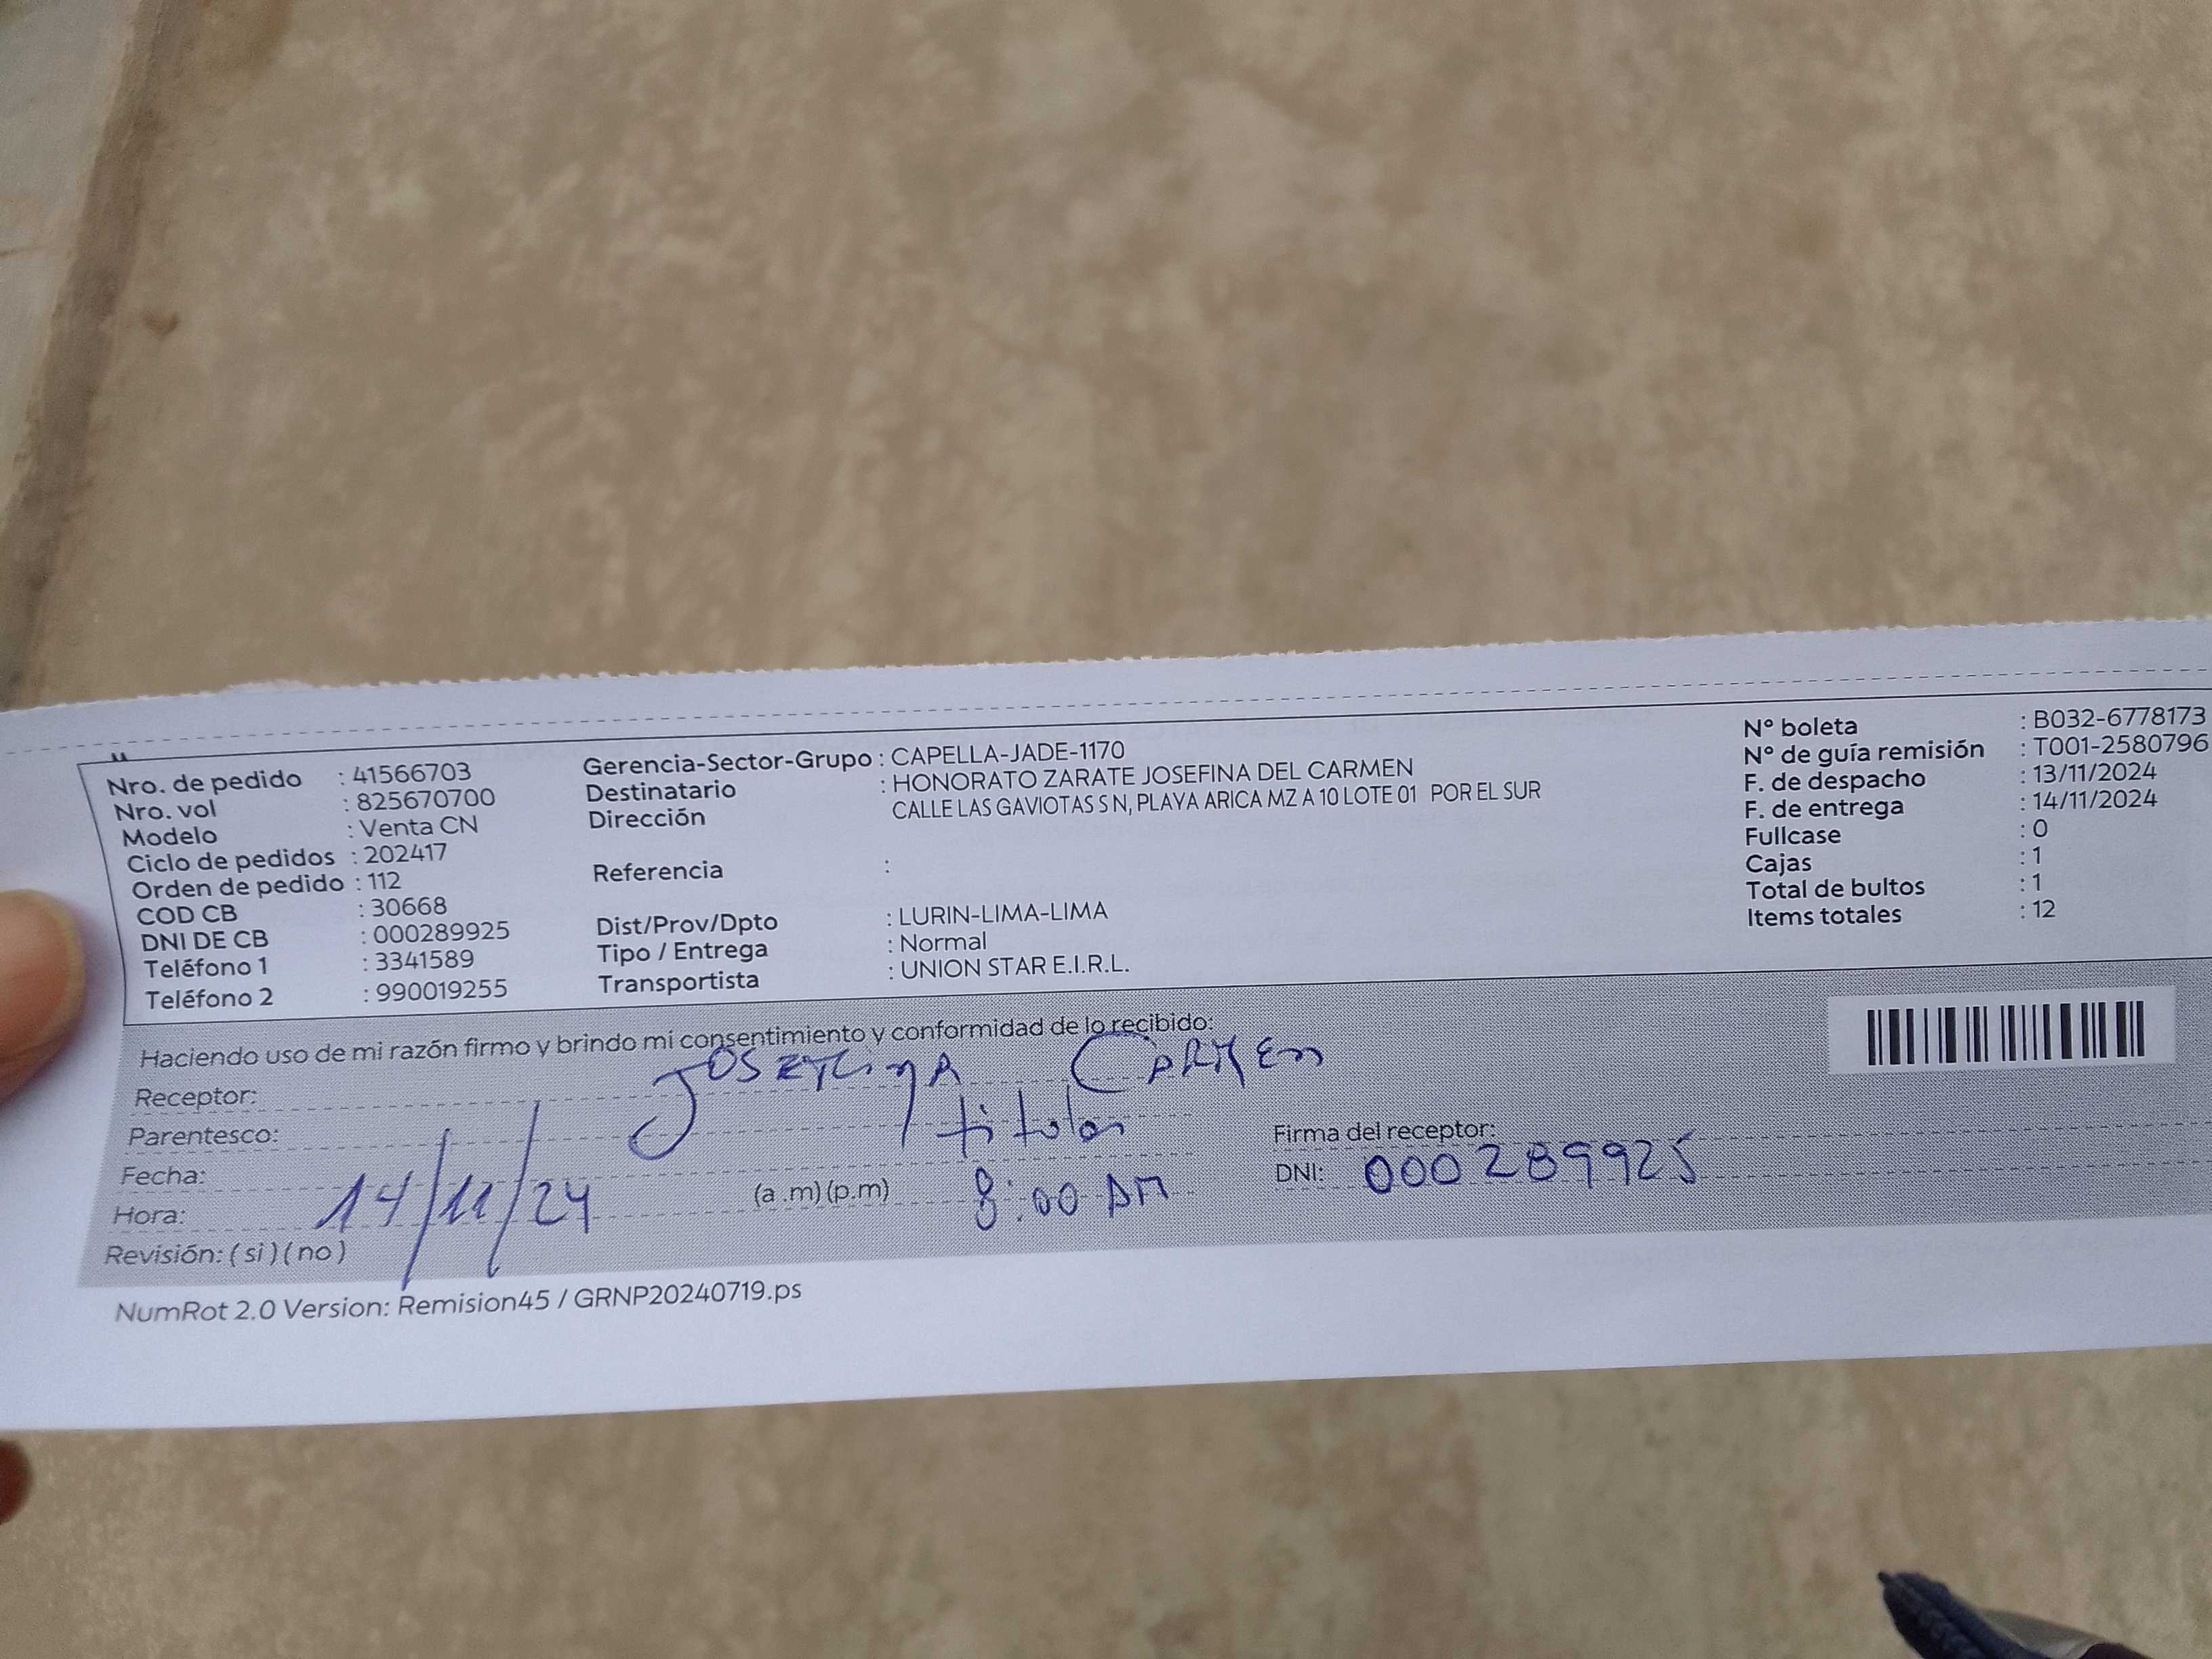 Nro. de pedido : 41566703
Nro. vol : 825670700
Modelo : Venta CN
Ciclo de pedidos : 202417
Orden de pedido : 112
COD CB : 30668
DNI DE CB : 000289925
Teléfono 1 : 3341589
Teléfono 2 : 990019255
Gerencia-Sector-Grupo : CAPELLA-JADE-1170
Destinatario : HONORATO ZARATE JOSEFINA DEL CARMEN
Dirección CALLE LAS GAVIOTAS S N, PLAYA ARICA MZ A 10 LOTE 01 POR EL SUR
Referencia :
Dist/Prov/Dpto : LURIN-LIMA-LIMA
Tipo / Entrega : Normal
Transportista : UNION STAR E.I.R.L.
N° boleta : B032-6778173
N° de guía remisión : T001-2580796
F. de despacho : 13/11/2024
F. de entrega : 14/11/2024
Fullcase : 0
Cajas : 1
Total de bultos : 1
Items totales : 12
Haciendo uso de mi razón firmo y brindo mi consentimiento y conformidad de lo recibido:
Receptor: JOSEFINA CARMEN
Parentesco: titular
Firma del receptor:
Fecha: 14/11/24
DNI: 000289925
Hora: (a .m) (p.m) 8:00 AM
Revisión: ( si ) ( no )
NumRot 2.0 Version: Remision45 / GRNP20240719.ps